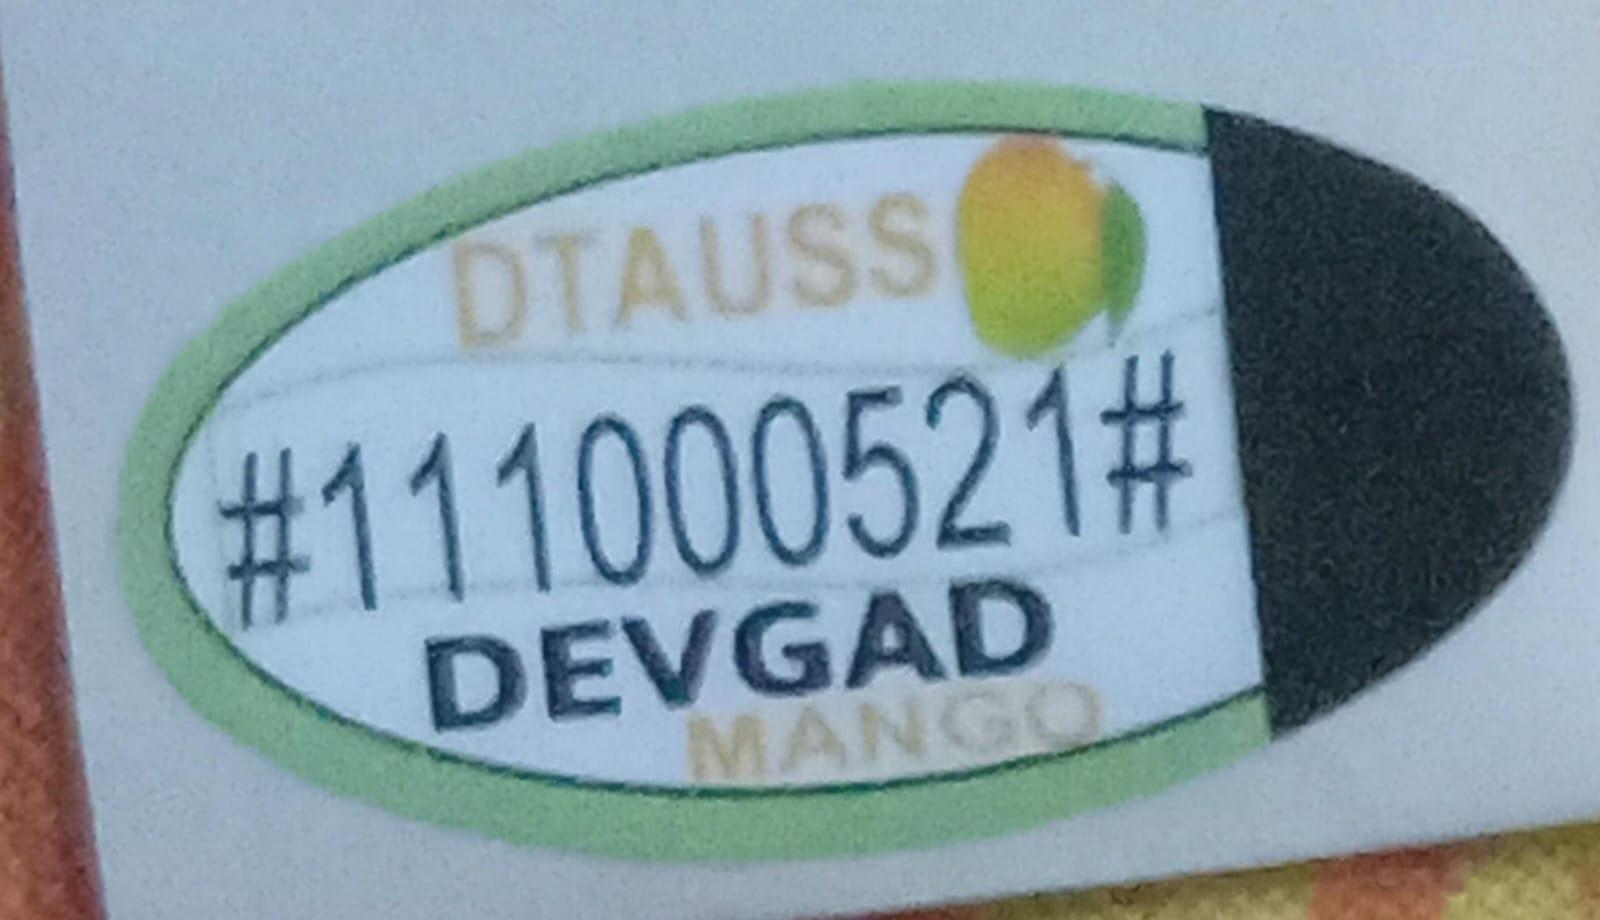 DTAUSS
#111000521#
DEVGAD
MANGO